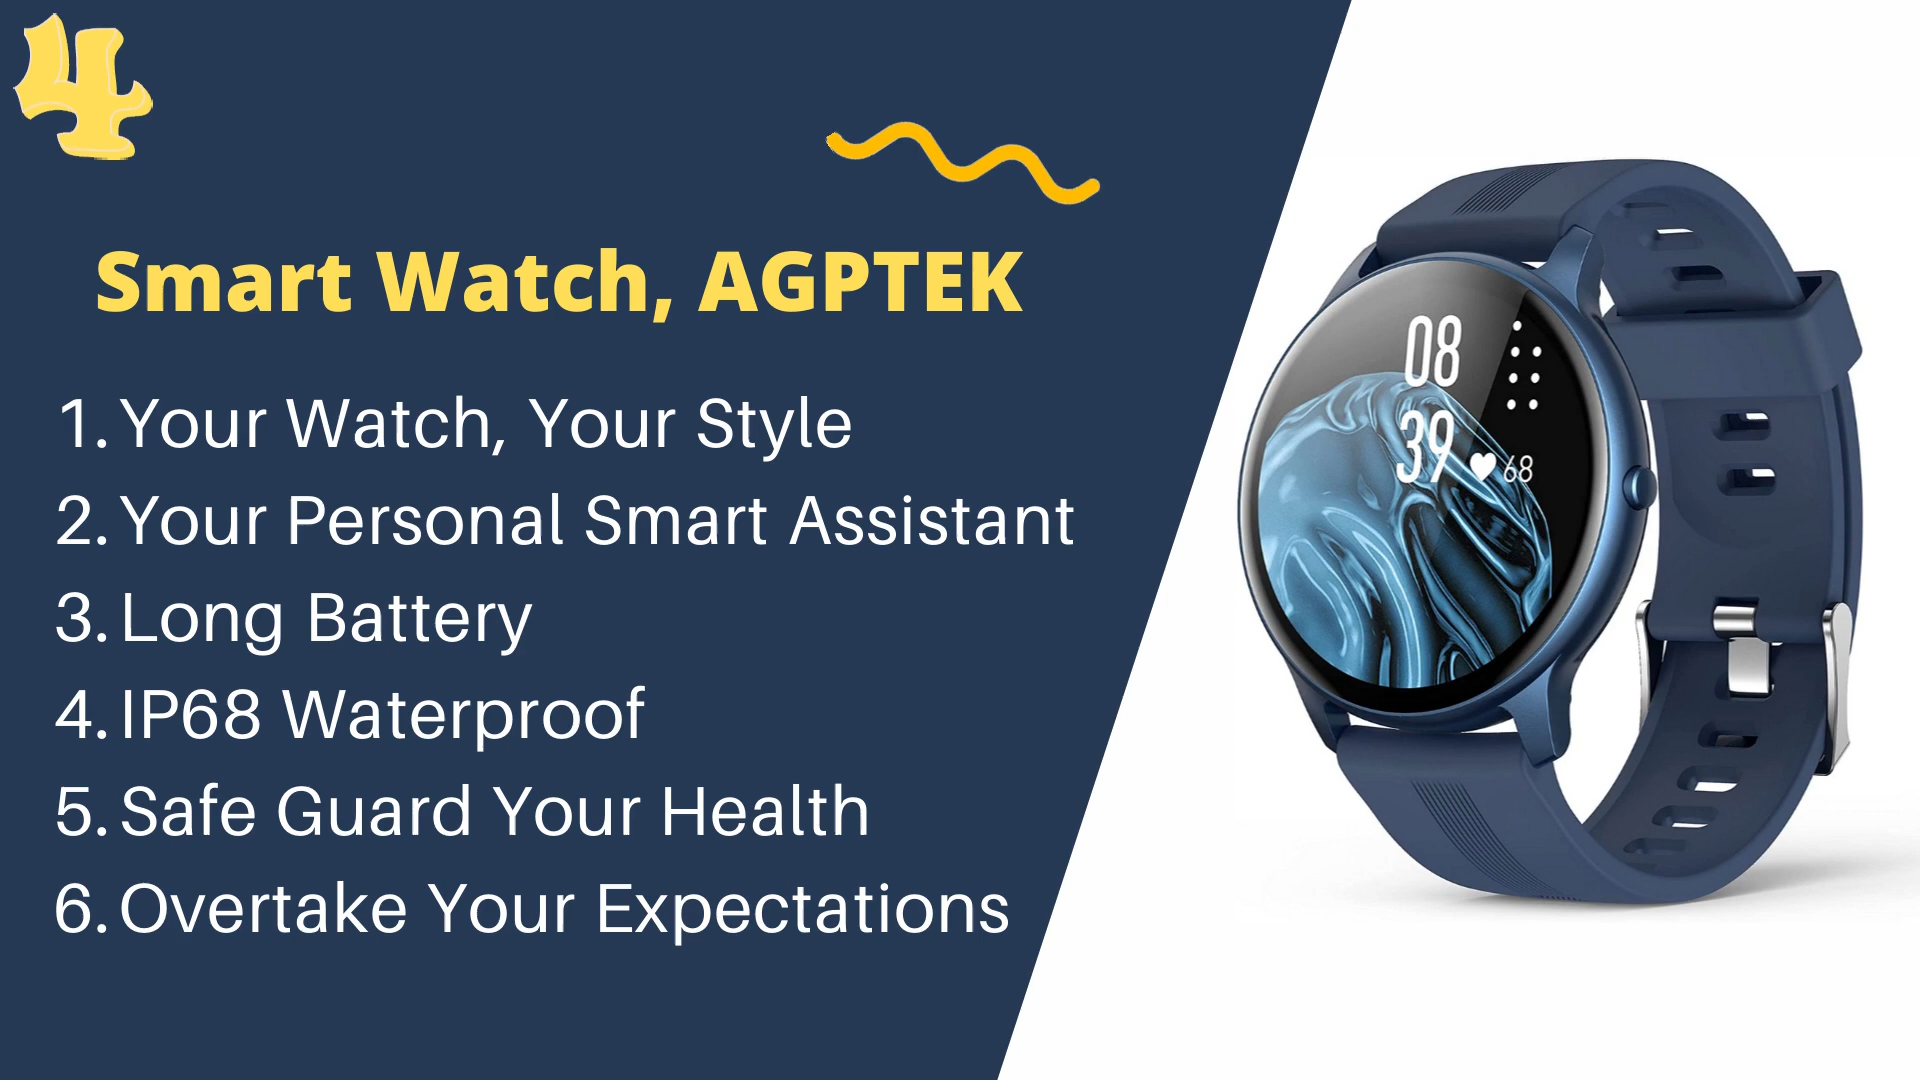 4
Smart Watch, AGPTEK
1. Your Watch, Your Style
2. Your Personal Smart Assistant
3. Long Battery
4. IP68 Waterproof
5. Safe Guard Your Health
6. Overtake Your Expectations
08
39
68